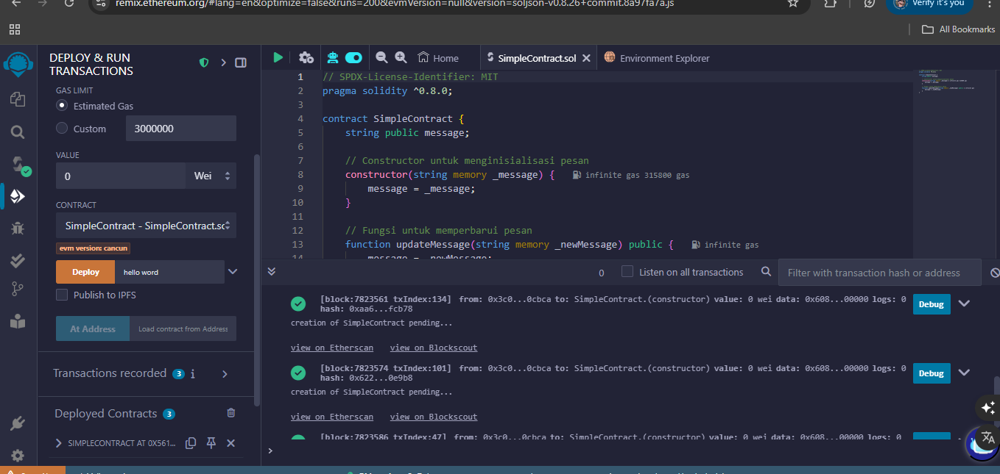 remix.ethereum.org/#lang=en&optimize=false&runs=200&evmVersion=null&version=soljson-v0.8.26+commit.8a97fa7a.js
Verify it's you
All Bookmarks
DEPLOY & RUN
TRANSACTIONS
GAS LIMIT
Estimated Gas
Custom
3000000
VALUE
0
Wei
CONTRACT
SimpleContract - SimpleContract.sc
evm version: cancun
Deploy
hello word
Publish to IPFS
At Address
Load contract from Address
Transactions recorded 3 i
Deployed Contracts 3
SIMPLECONTRACT AT 0X561...
Home
SimpleContract.sol
Environment Explorer
1 // SPDX-License-Identifier: MIT
2 pragma solidity ^0.8.0;
3
4 contract SimpleContract {
5 string public message;
6
7 // Constructor untuk menginisialisasi pesan
8 constructor(string memory _message) { infinite gas 315800 gas
9 message = _message;
10 }
11
12 // Fungsi untuk memperbarui pesan
13 function updateMessage(string memory _newMessage) public { infinite gas
14 message = _newMessage;
0
Listen on all transactions
Filter with transaction hash or address
[block:7823561 txIndex:134] from: 0x3c0...0cbca to: SimpleContract.(constructor) value: 0 wei data: 0x608...00000 logs: 0
hash: 0xaa6...fcb78
Debug
creation of SimpleContract pending...
view on Etherscan view on Blockscout
[block:7823574 txIndex:101] from: 0x3c0...0cbca to: SimpleContract.(constructor) value: 0 wei data: 0x608...00000 logs: 0
hash: 0x622...0e9b8
Debug
creation of SimpleContract pending...
view on Etherscan view on Blockscout
[block:7823586 txIndex:47] from: 0x3c0...0cbca to: SimpleContract.(constructor) value: 0 wei data: 0x608...00000 logs: 0
>